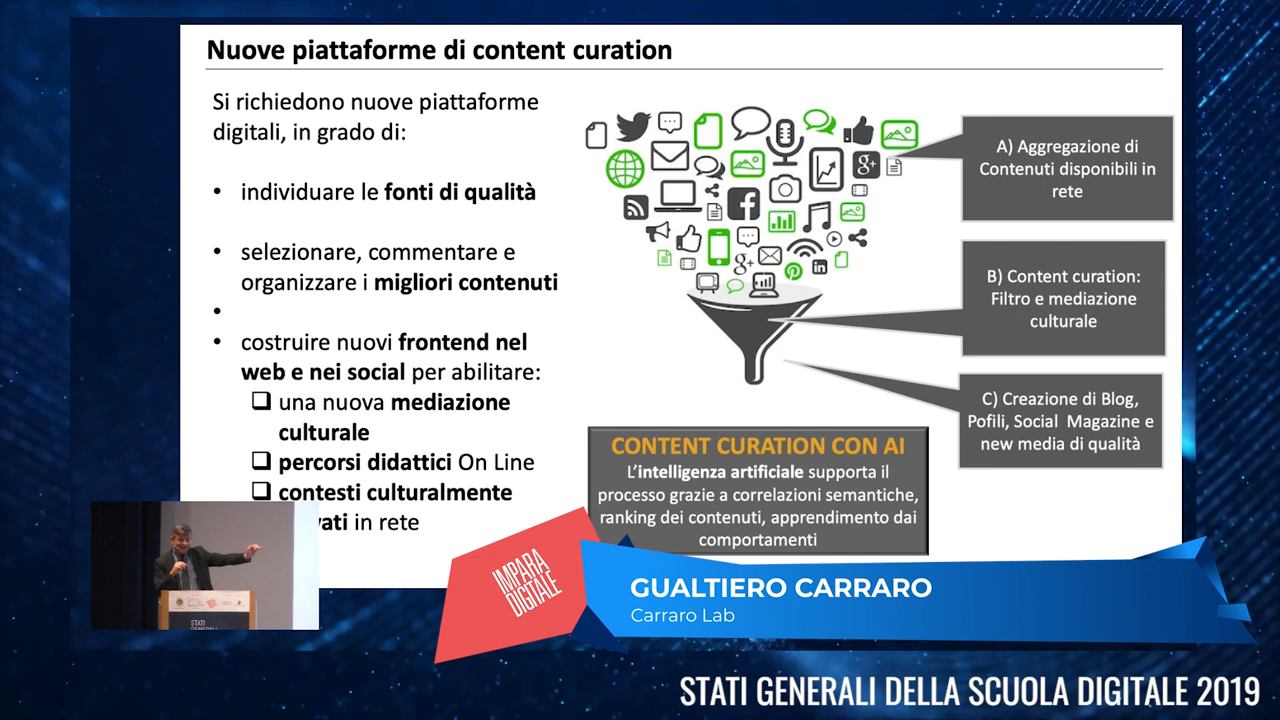 Nuove piattaforme di content curation
Si richiedono nuove piattaforme
digitali, in grado di:
• individuare le fonti di qualità
• selezionare, commentare e
organizzare i migliori contenuti
•
• costruire nuovi frontend nel
web e nei social per abilitare:
❑ una nuova mediazione
culturale
❑ percorsi didattici On Line
❑ contesti culturalmente
vati in rete
g+
g+
in
A) Aggregazione di
Contenuti disponibili in
rete
B) Content curation:
Filtro e mediazione
culturale
C) Creazione di Blog,
Pofili, Social Magazine e
new media di qualità
CONTENT CURATION CON AI
L'intelligenza artificiale supporta il
processo grazie a correlazioni semantiche,
ranking dei contenuti, apprendimento dai
comportamenti
STATI
GENERALI
IMPARA
DIGITALE
GUALTIERO CARRARO
Carraro Lab
STATI GENERALI DELLA SCUOLA DIGITALE 2019